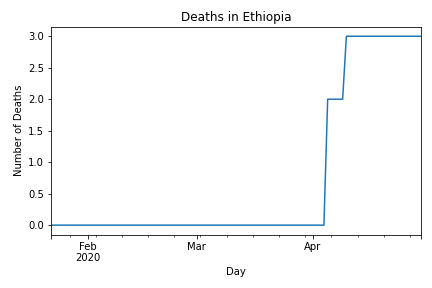 Deaths in Ethiopia
3.0
2.5
2.0
1.5
1.0
0.5
0.0
Number of Deaths
Feb
2020
Mar
Apr
Day